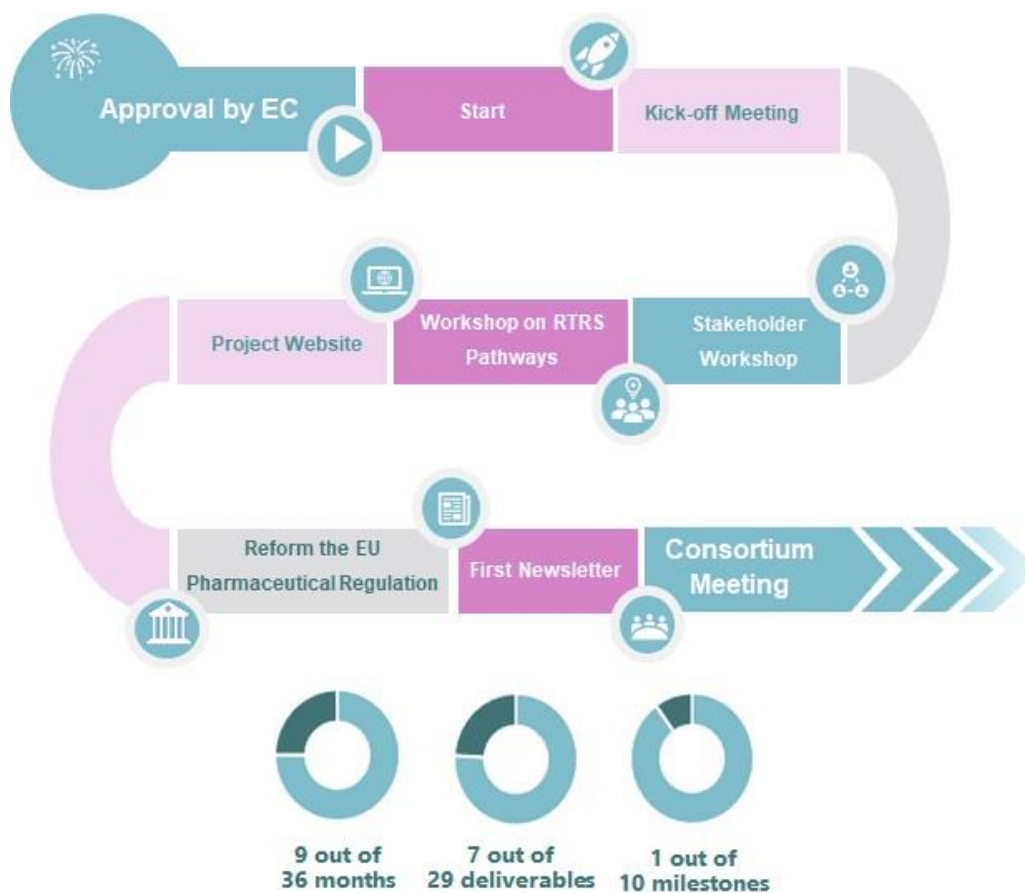 Approval by EC
Start
Kick-off Meeting
Stakeholder
Workshop
Workshop on RTRS
Pathways
Project Website
Reform the EU
Pharmaceutical Regulation
First Newsletter
Consortium
Meeting
9 out of
36 months
7 out of
29 deliverables
1 out of
10 milestones